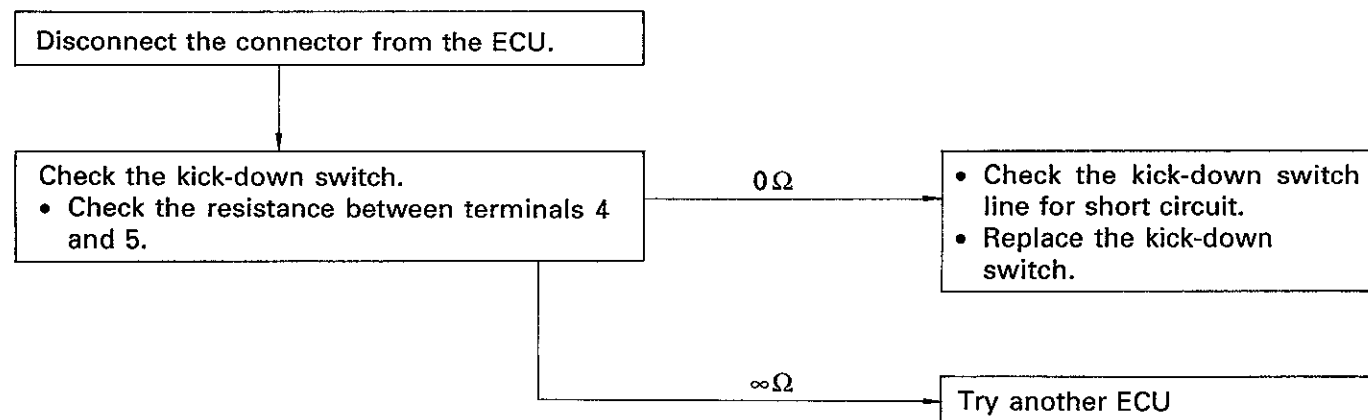 Disconnect the connector from the ECU.
Check the kick-down switch.
• Check the resistance between terminals 4
and 5.
0Ω
• Check the kick-down switch
line for short circuit.
• Replace the kick-down
switch.
∞Ω
Try another ECU